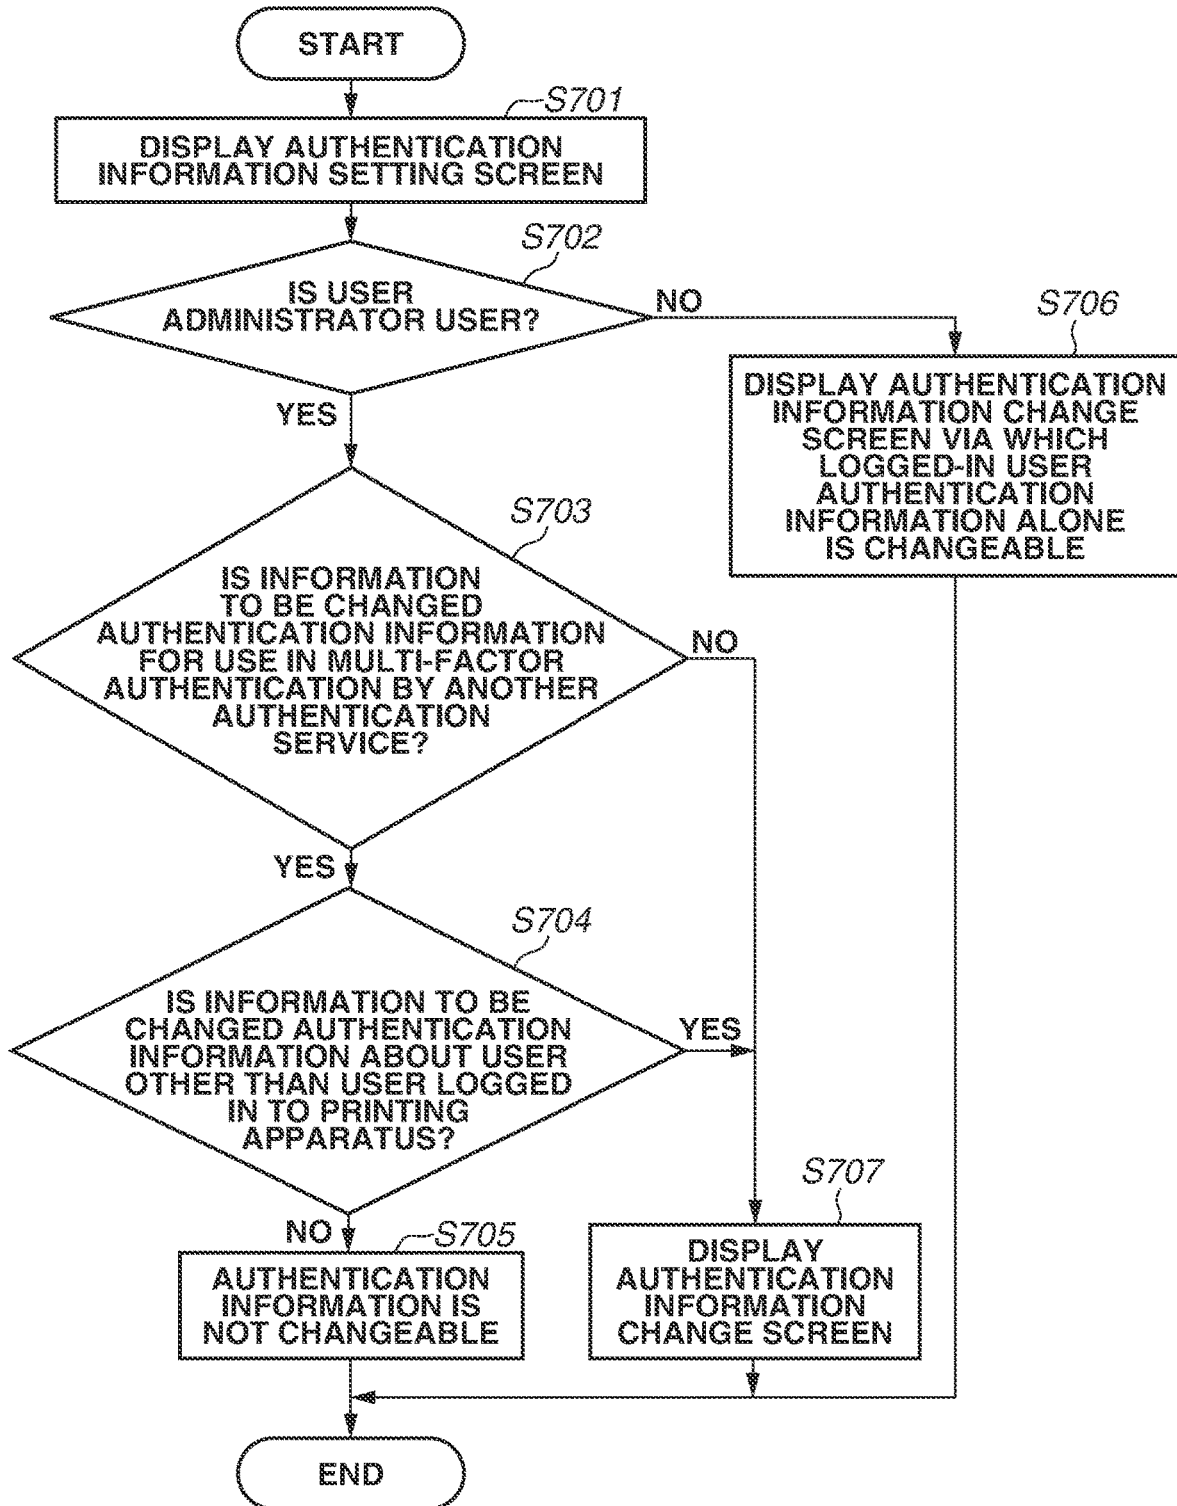 START
S701
DISPLAY AUTHENTICATION
INFORMATION SETTING SCREEN
S702
IS USER
ADMINISTRATOR USER?
NO
YES
S706
DISPLAY AUTHENTICATION
INFORMATION CHANGE
SCREEN VIA WHICH
LOGGED-IN USER
AUTHENTICATION
INFORMATION ALONE
IS CHANGEABLE
S703
IS INFORMATION
TO BE CHANGED
AUTHENTICATION INFORMATION
FOR USE IN MULTI-FACTOR
AUTHENTICATION BY ANOTHER
AUTHENTICATION
SERVICE?
NO
YES
S704
IS INFORMATION TO BE
CHANGED AUTHENTICATION
INFORMATION ABOUT USER
OTHER THAN USER LOGGED
IN TO PRINTING
APPARATUS?
YES
NO
S705
AUTHENTICATION
INFORMATION IS
NOT CHANGEABLE
S707
DISPLAY
AUTHENTICATION
INFORMATION
CHANGE SCREEN
END